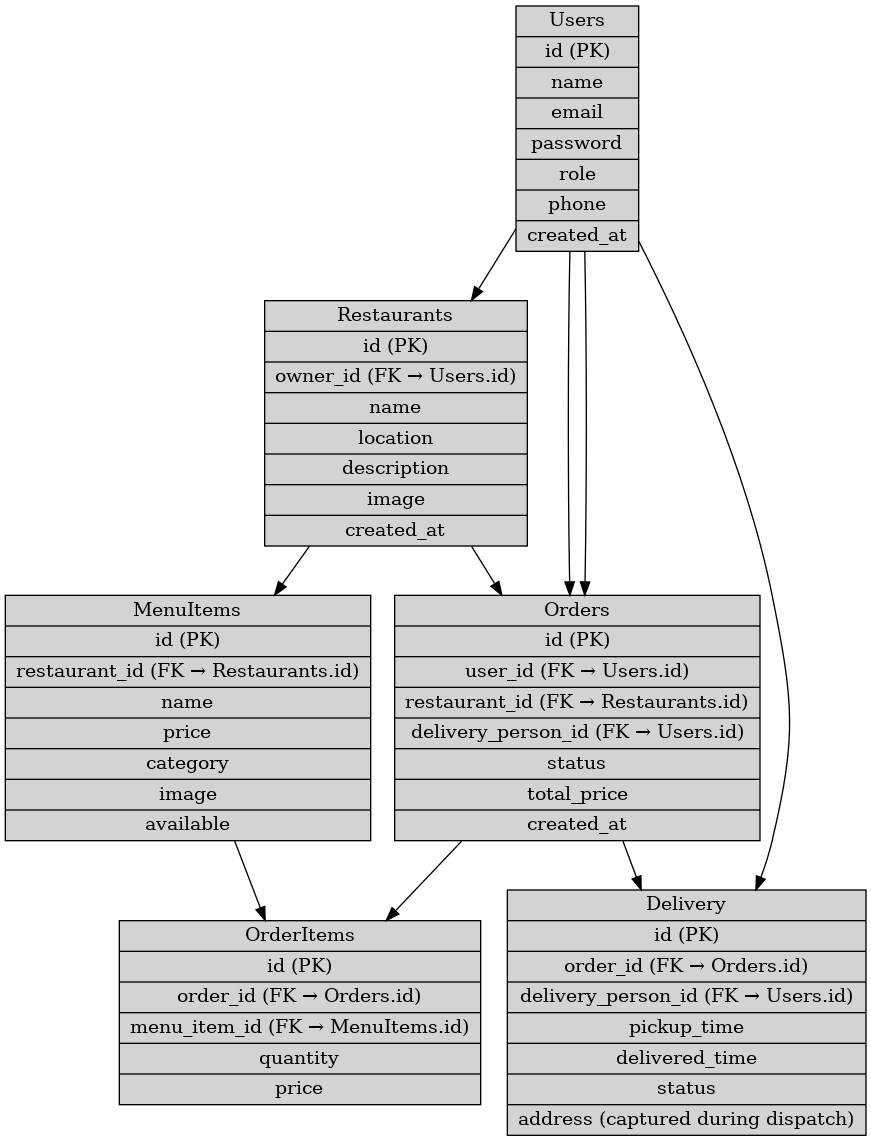 Users
id (PK)
name
email
password
role
phone
created_at
Restaurants
id (PK)
owner_id (FK → Users.id)
name
location
description
image
created_at
MenuItems
id (PK)
restaurant_id (FK → Restaurants.id)
name
price
category
image
available
Orders
id (PK)
user_id (FK → Users.id)
restaurant_id (FK → Restaurants.id)
delivery_person_id (FK → Users.id)
status
total_price
created_at
OrderItems
id (PK)
order_id (FK → Orders.id)
menu_item_id (FK → MenuItems.id)
quantity
price
Delivery
id (PK)
order_id (FK → Orders.id)
delivery_person_id (FK → Users.id)
pickup_time
delivered_time
status
address (captured during dispatch)